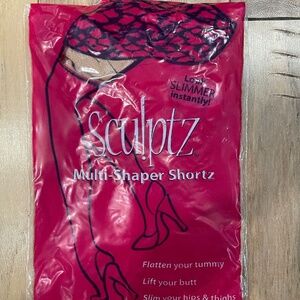 Look
SLIMMER
instantly!
Sculptz
Multi-Shaper Shortz
Flatten your tummy
Lift your butt
Slim your hips & thighs